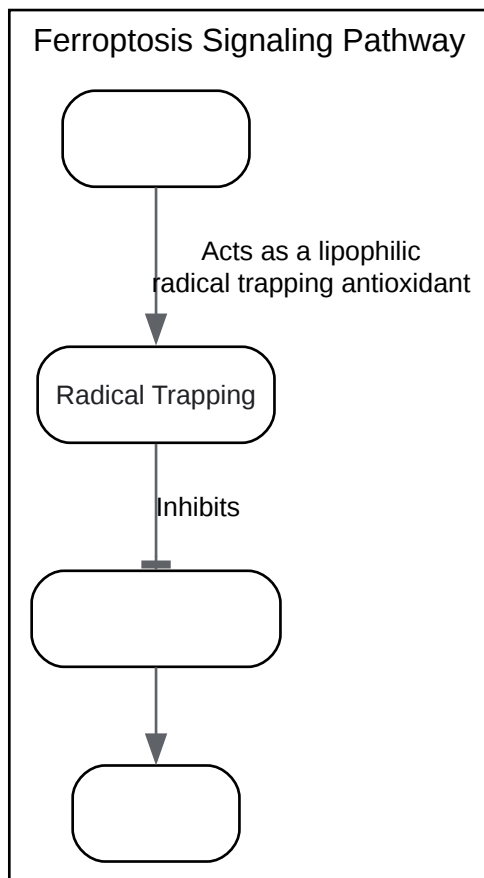 Ferroptosis Signaling Pathway
Acts as a lipophilic
radical trapping antioxidant
Radical Trapping
Inhibits